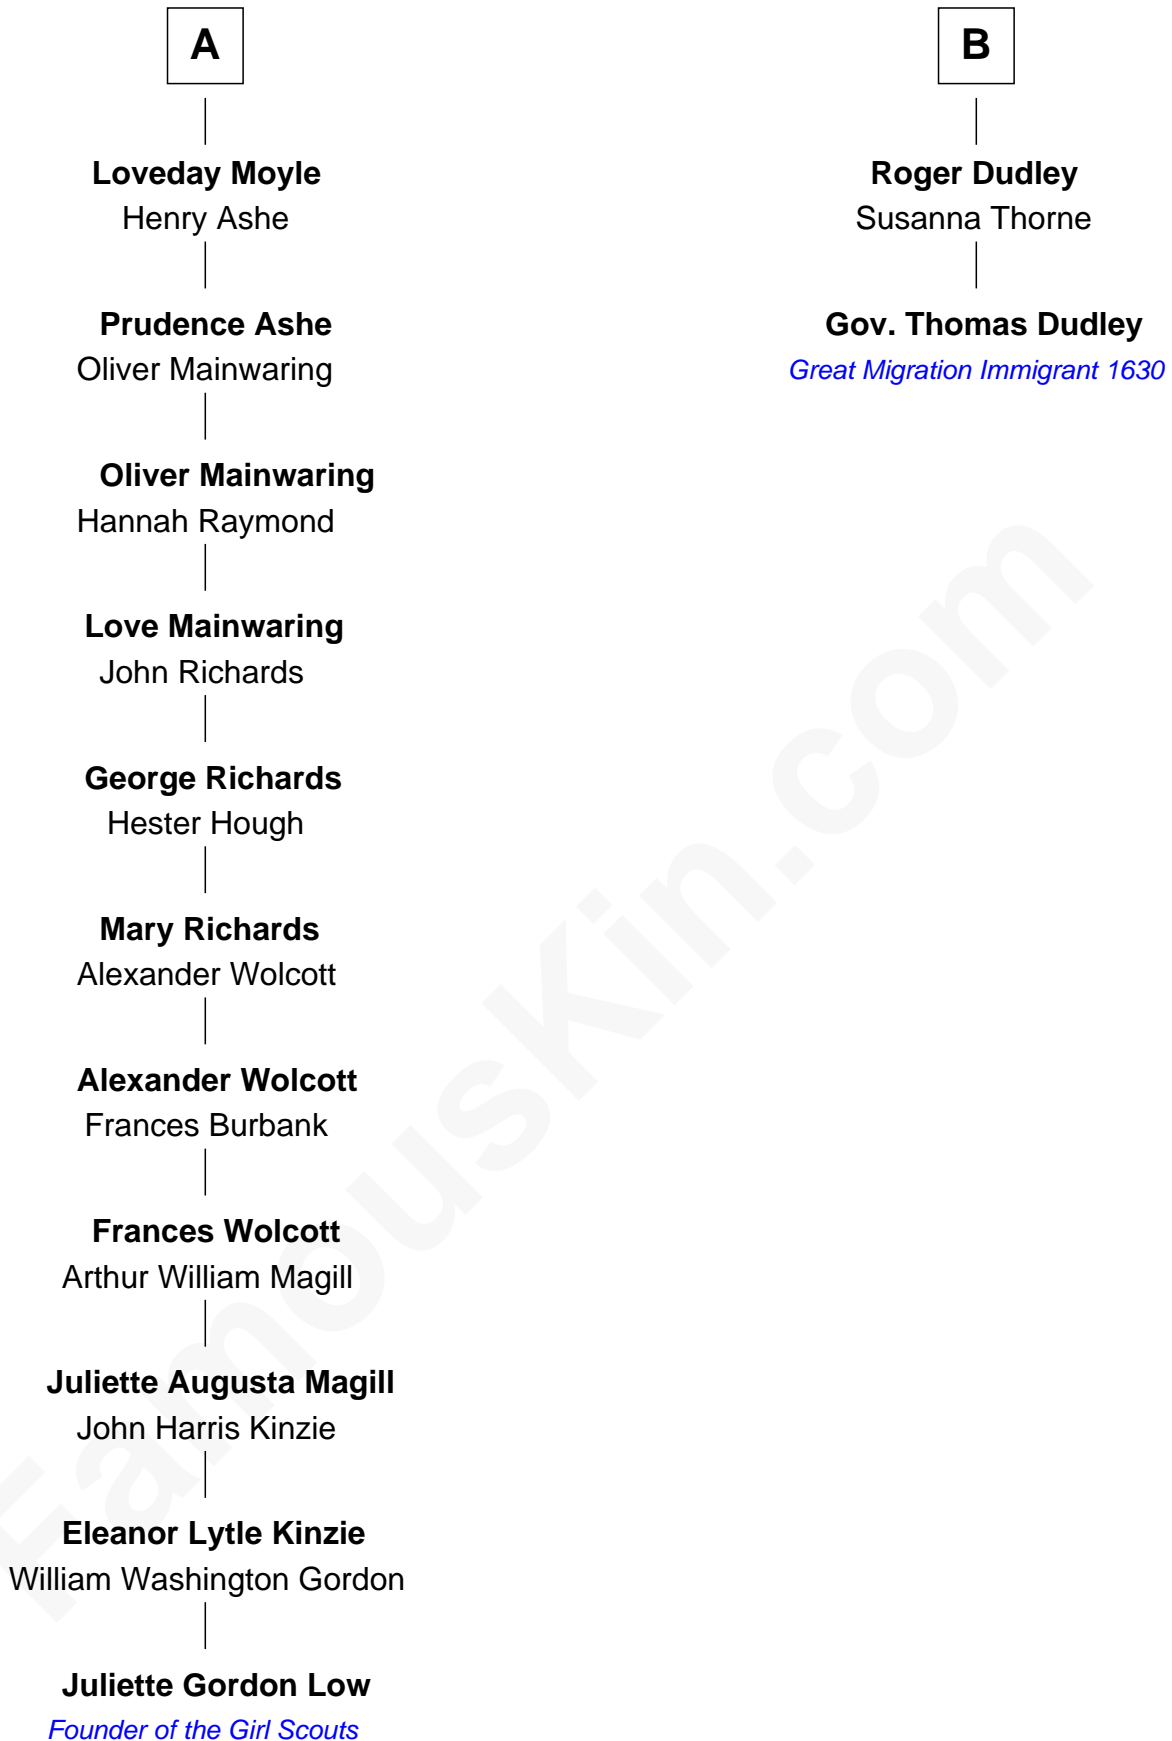 A
Loveday Moyle
Henry Ashe
Prudence Ashe
Oliver Mainwaring
Oliver Mainwaring
Hannah Raymond
Love Mainwaring
John Richards
George Richards
Hester Hough
Mary Richards
Alexander Wolcott
Alexander Wolcott
Frances Burbank
Frances Wolcott
Arthur William Magill
Juliette Augusta Magill
John Harris Kinzie
Eleanor Lytle Kinzie
William Washington Gordon
Juliette Gordon Low
Founder of the Girl Scouts
B
Roger Dudley
Susanna Thorne
Gov. Thomas Dudley
Great Migration Immigrant 1630
FamousKin.com